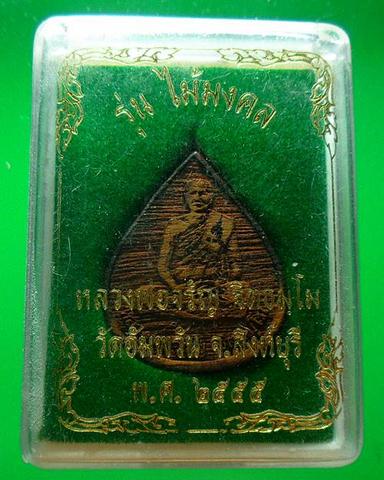 รุ่น ไม้มงคล
หลวงพ่อจรัญ ฐิตธมฺโม
วัดอัมพวัน จ.สิงห์บุรี
พ.ศ. ๒๕๕๕